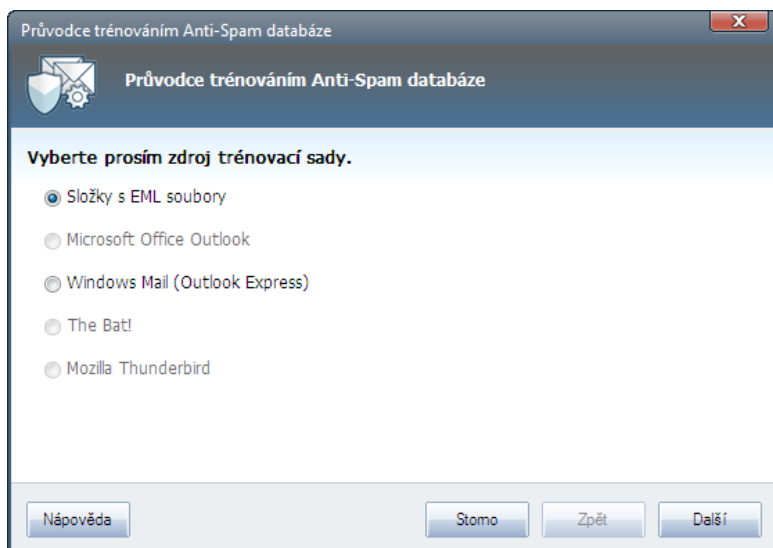 Průvodce trénováním Anti-Spam databáze
Průvodce trénováním Anti-Spam databáze
Vyberte prosím zdroj trénovací sady.
Složky s EML soubory
Microsoft Office Outlook
Windows Mail (Outlook Express)
The Bat!
Mozilla Thunderbird
Nápověda Storno Zpět Další